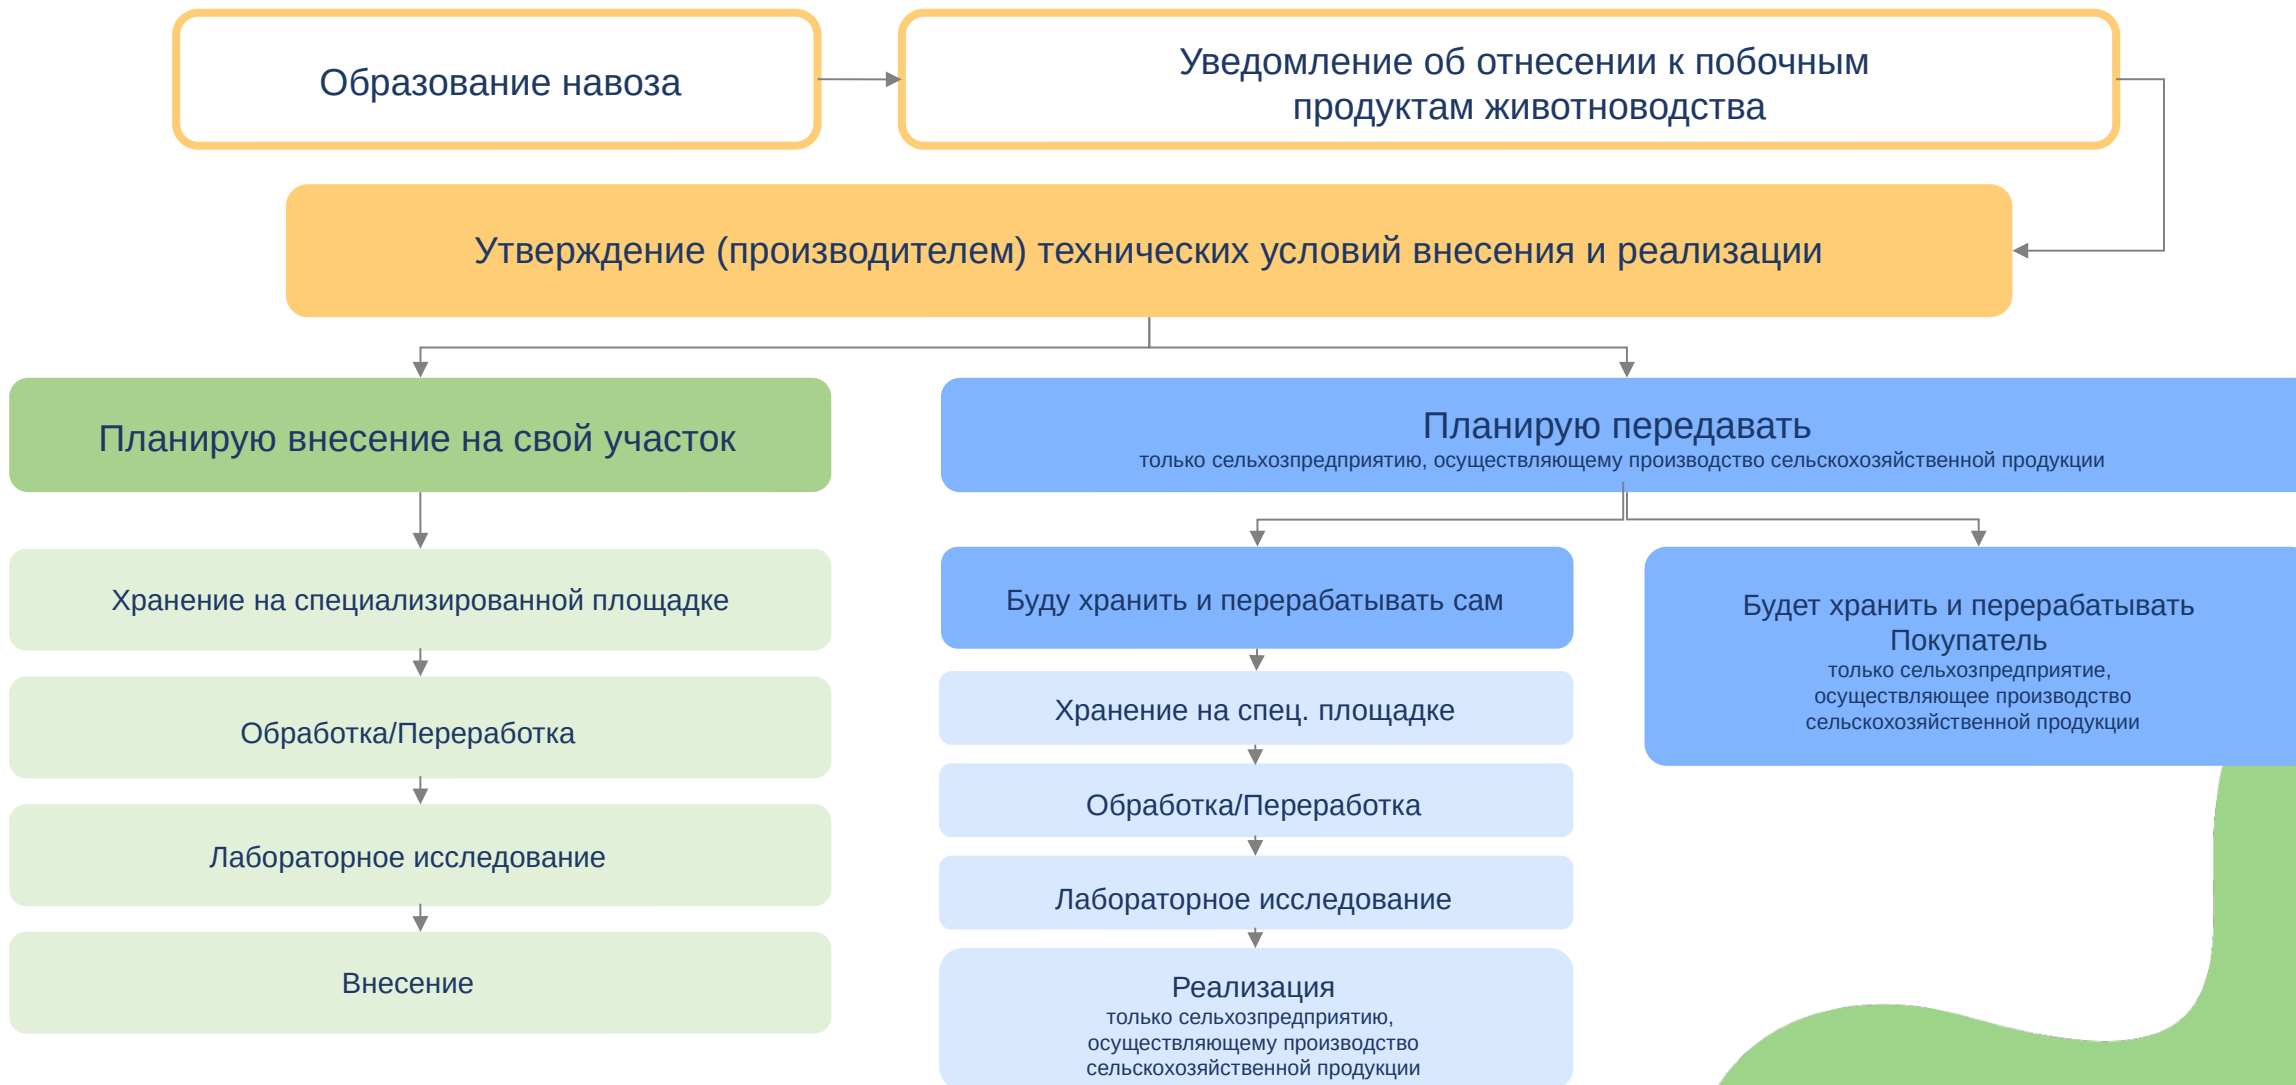 Образование навоза
Уведомление об отнесении к побочным
продуктам животноводства
Утверждение (производителем) технических условий внесения и реализации
Планирую внесение на свой участок
Хранение на специализированной площадке
Обработка/Переработка
Лабораторное исследование
Внесение
Планирую передавать
только сельхозпредприятию, осуществляющему производство сельскохозяйственной продукции
Буду хранить и перерабатывать сам
Хранение на спец. площадке
Обработка/Переработка
Лабораторное исследование
Реализация
только сельхозпредприятию,
осуществляющему производство
сельскохозяйственной продукции
Будет хранить и перерабатывать
Покупатель
только сельхозпредприятие,
осуществляющее производство
сельскохозяйственной продукции